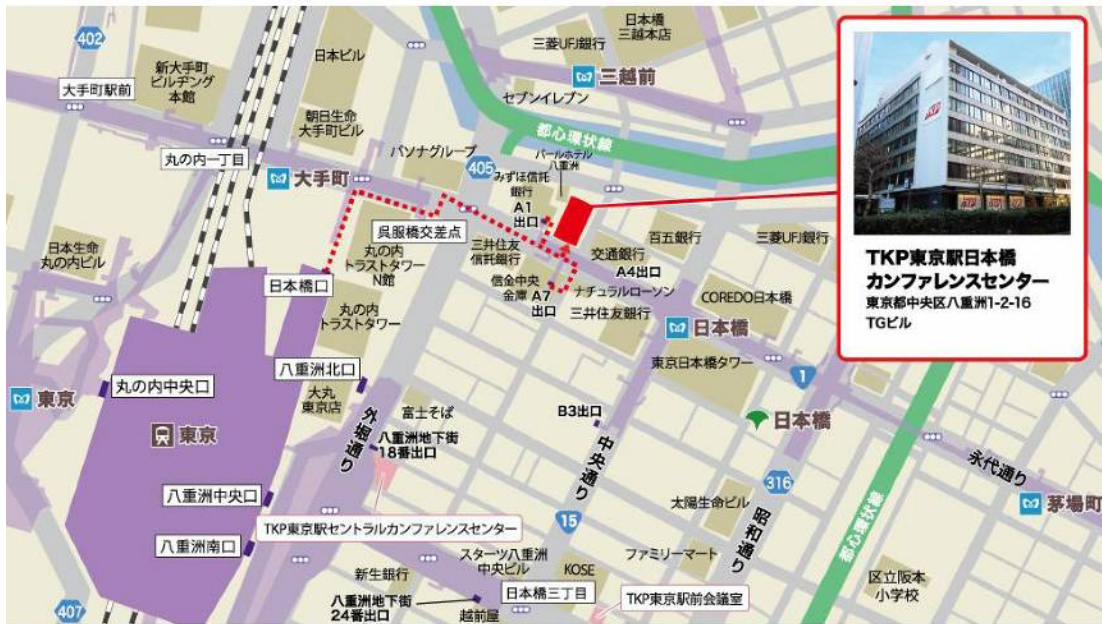 402
大手町駅前
新大手町
ビルヂング
本館
日本ビル
朝日生命
大手町ビル
丸の内一丁目
大手町
パソナグループ
405
三菱UFJ銀行
日本橋
三越本店
三越前
セブンイレブン
都心環状線
パールホテル
八重洲
みずほ信託
銀行
A1
出口
呉服橋交差点
日本生命
丸の内ビル
日本橋口
丸の内
トラストタワー
N館
三井住友
信託銀行
信金中央
金庫
A7
出口
交通銀行
A4出口
百五銀行
三菱UFJ銀行
ナチュラルローソン
三井住友銀行
COREDO日本橋
日本橋
丸の内
トラストタワー
八重洲北口
丸の内中央口
東京
東京
大丸
東京店
外堀通り
富士そば
八重洲地下街
18番出口
B3出口
中央通り
東京日本橋タワー
1
日本橋
永代通り
茅場町
316
昭和通り
太陽生命ビル
都心環状線
八重洲中央口
八重洲南口
TKP東京駅セントラルカンファレンスセンター
15
新生銀行
スターツ八重洲
中央ビル
KOSE
ファミリーマート
区立阪本
小学校
407
八重洲地下街
24番出口
越前屋
日本橋三丁目
TKP東京駅前会議室
TKP
TKP東京駅日本橋
カンファレンスセンター
東京都中央区八重洲1-2-16
TGビル